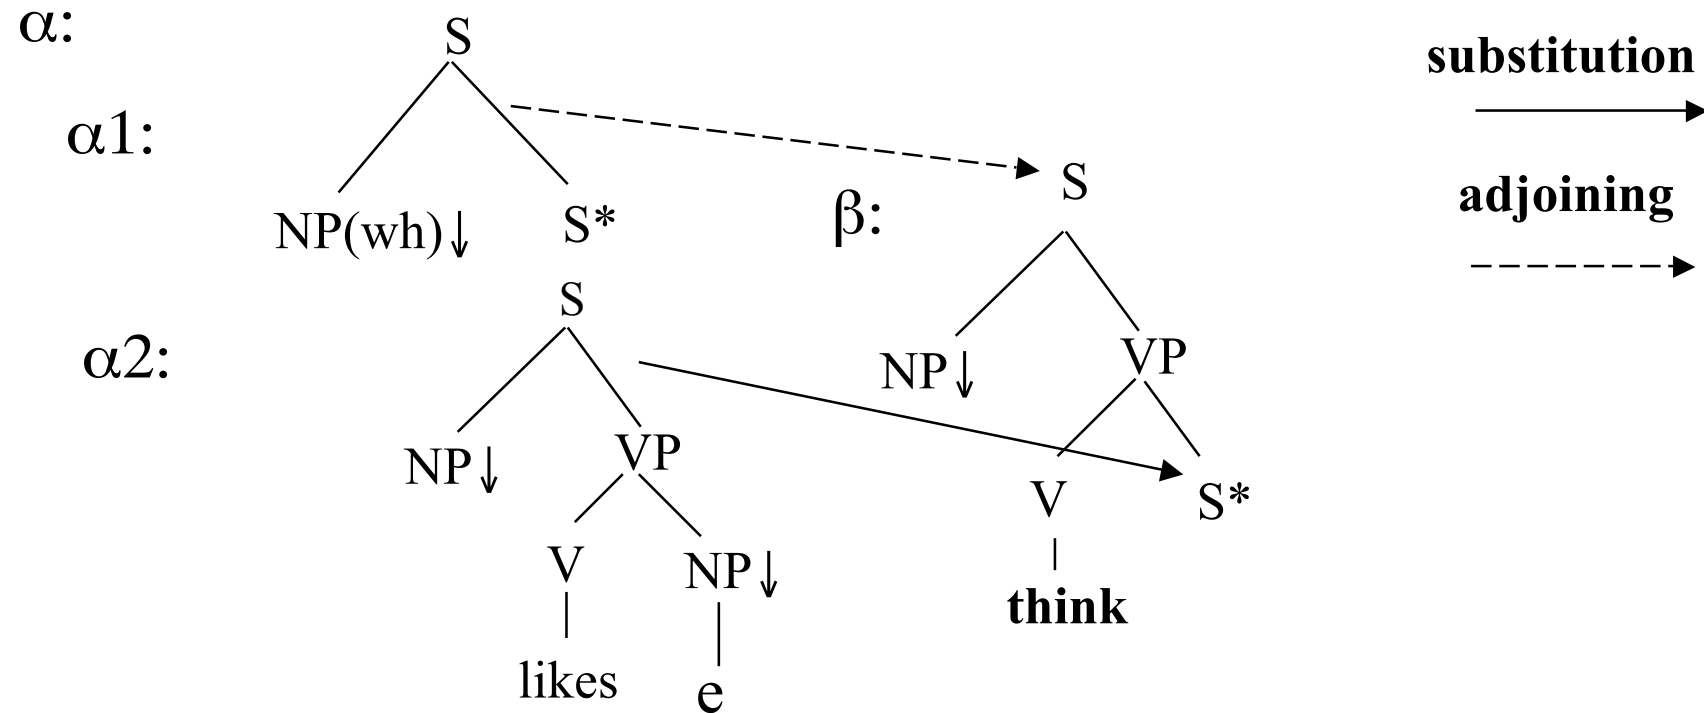 α:
S
substitution
α1:
S
adjoining
NP(wh)↓
S*
β:
S
α2:
NP↓
VP
NP↓
VP
V
S*
V
NP↓
think
likes
e